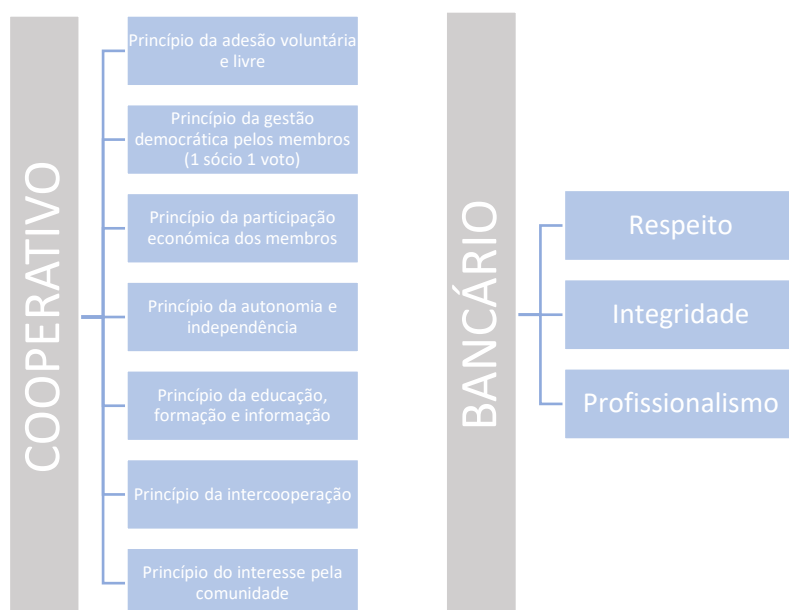 COOPERATIVO
Princípio da adesão voluntária
e livre
Princípio da gestão
democrática pelos membros
(1 sócio 1 voto)
Princípio da participação
económica dos membros
Princípio da autonomia e
independência
Princípio da educação,
formação e informação
Princípio da intercooperação
Princípio do interesse pela
comunidade
BANCÁRIO
Respeito
Integridade
Profissionalismo